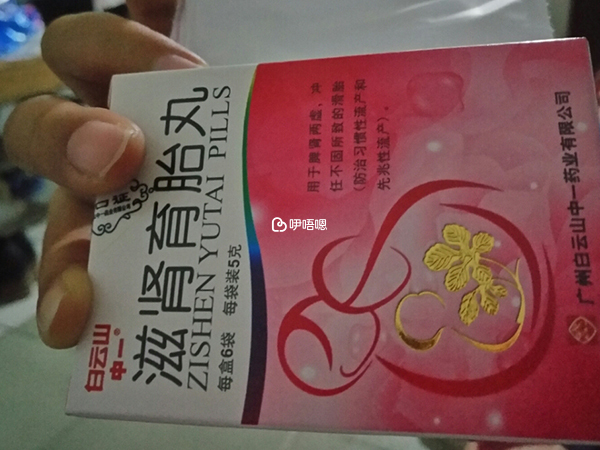 白云山
中一®
滋肾育胎丸
ZISHEN YUTAI PILLS
每盒6袋 每袋装5克
用于脾肾两虚，冲
任不固所致的滑胎
（防治习惯性流产和
先兆性流产）。
广州白云山中一药业有限公司
咿唔嗯